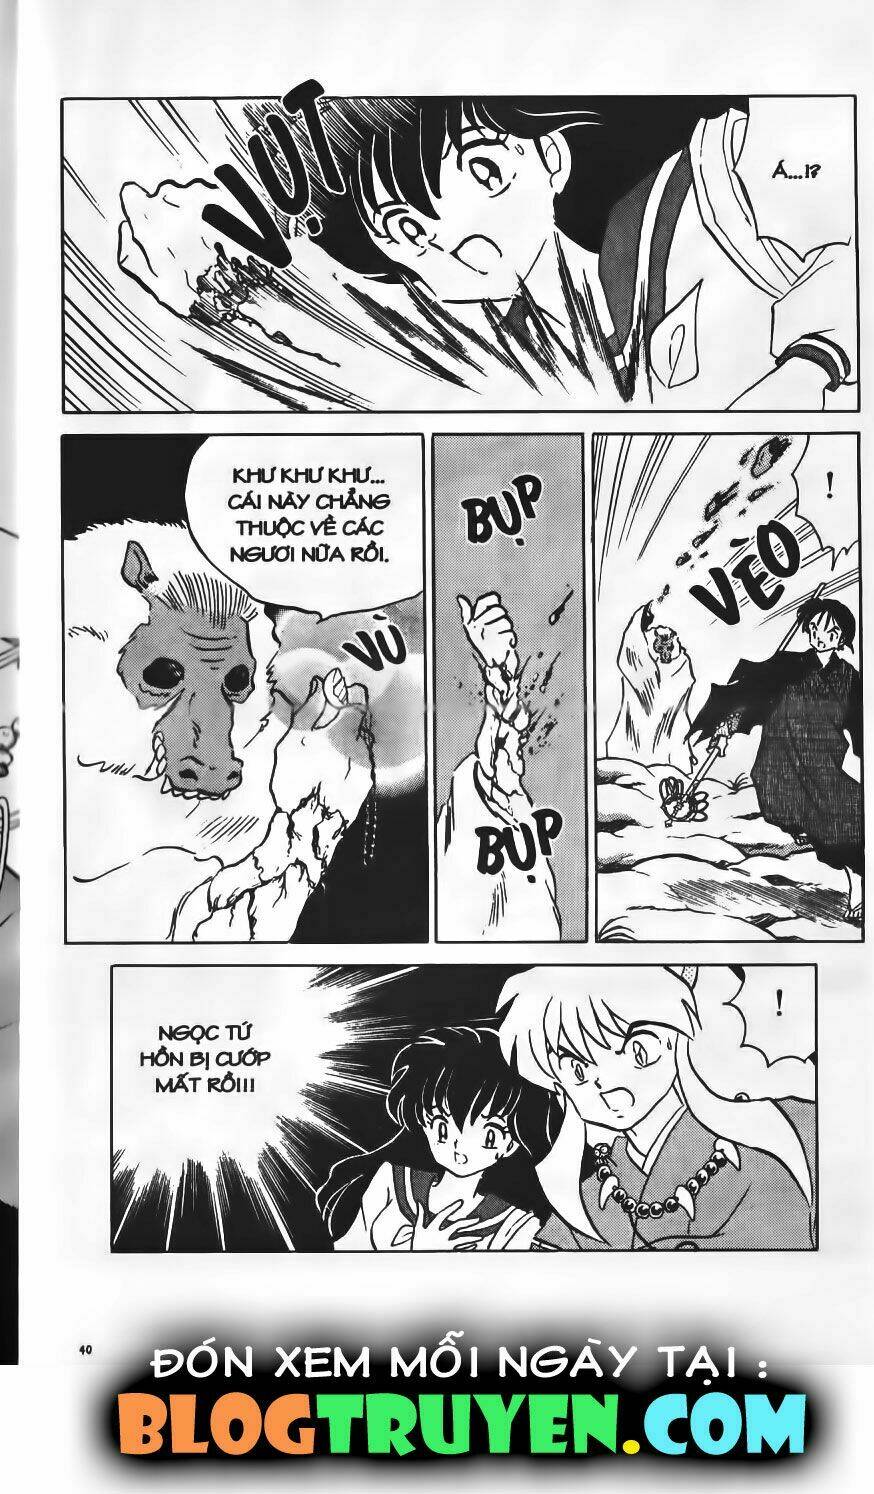 VỤT
Á...!?
KHƯ KHƯ KHƯ...
CÁI NÀY CHẲNG
THUỘC VỀ CÁC
NGƯƠI NỮA RỒI.
VÙ
BỤP
BỤP
!
VÈO
NGỌC TỨ
HỒN BỊ CƯỚP
MẤT RỒI!!!
!
40
ĐÓN XEM MỖI NGÀY TẠI :
BLOGTRUYEN.COM